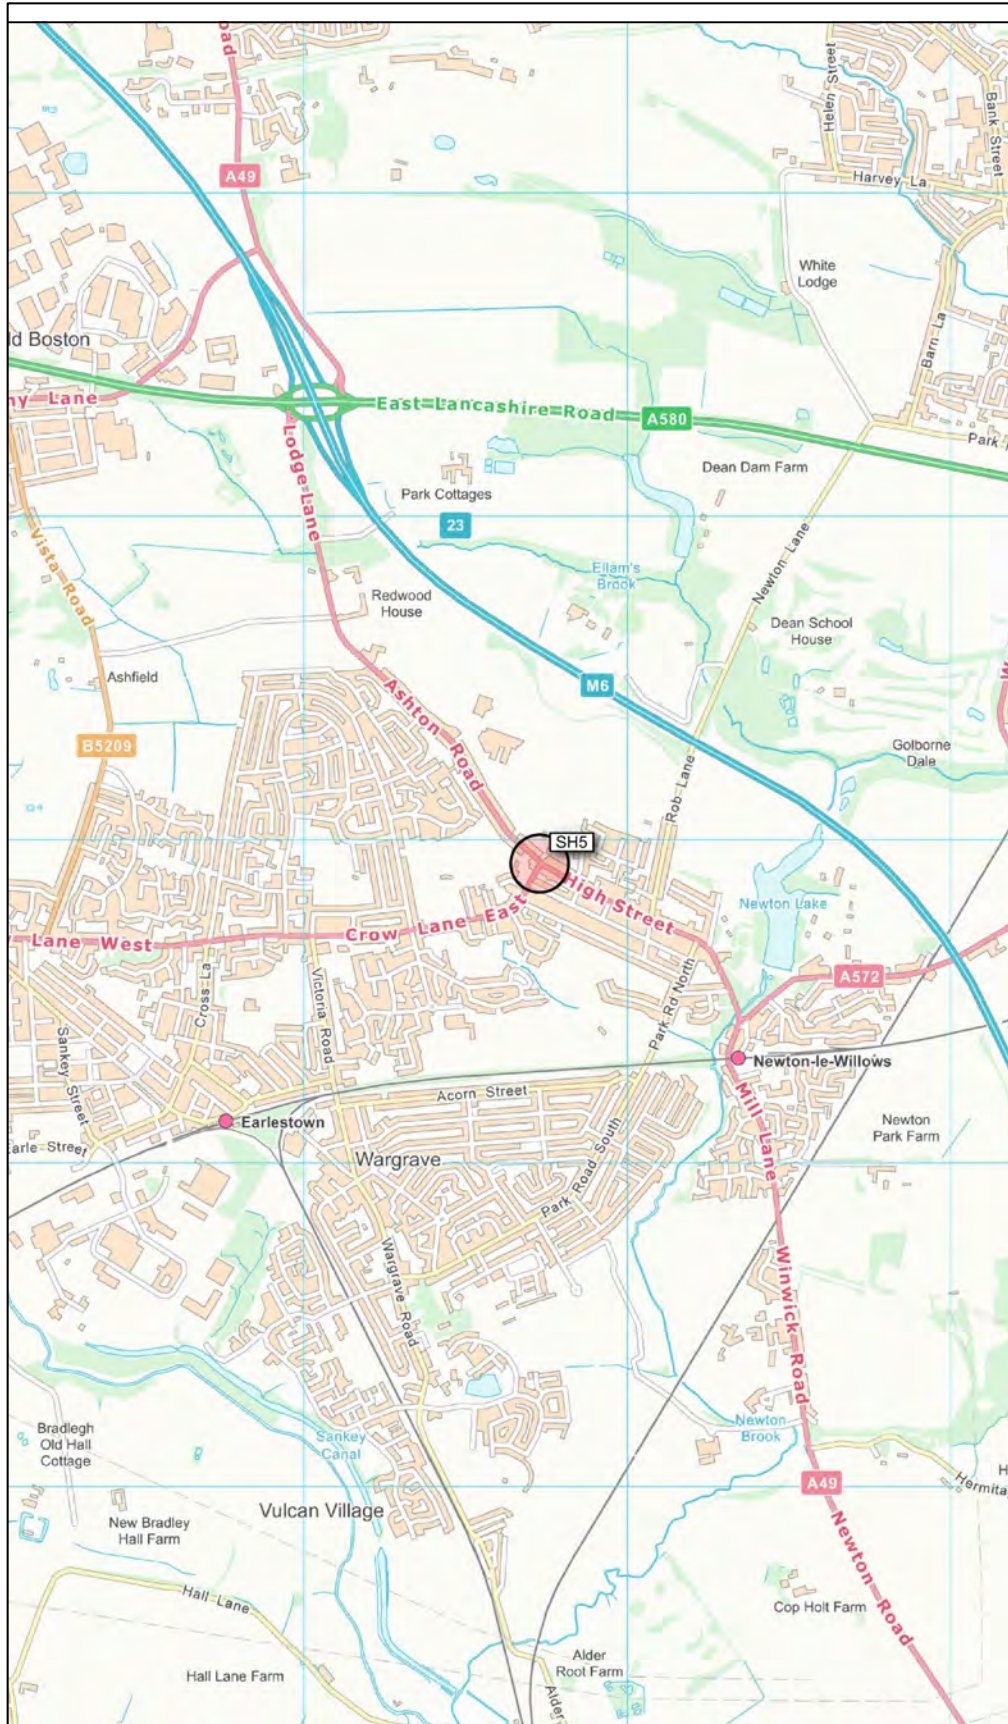 oad
Helen Street
Bank Street
A49
Harvey La
White
Lodge
ld Boston
Barn La
ny Lane
East Lancashire Road
A580
Park
Lodge Lane
Dean Dam Farm
Park Cottages
23
Vista Road
Newton Lane
Ellam's
Brook
Redwood
House
Dean School
House
Ashfield
W
M6
Ashton Road
B5209
Golborne
Dale
Rob Lane
SH5
High Street
Newton Lake
Crow Lane East
y Lane West
A572
Cross La
Victoria Road
Park Rd North
Sankey Street
Newton-le-Willows
Acorn Street
Mill Lane
Earlestown
Newton
Park Farm
Earle Street
Wargrave
Park Road South
Wargrave Road
Winwick Road
Bradlegh
Old Hall
Cottage
Sankey
Canal
Newton
Brook
H
Hermita
A49
Vulcan Village
New Bradley
Hall Farm
Newton Road
Hall Lane
Cop Holt Farm
Alder
Root Farm
Hall Lane Farm
Alder